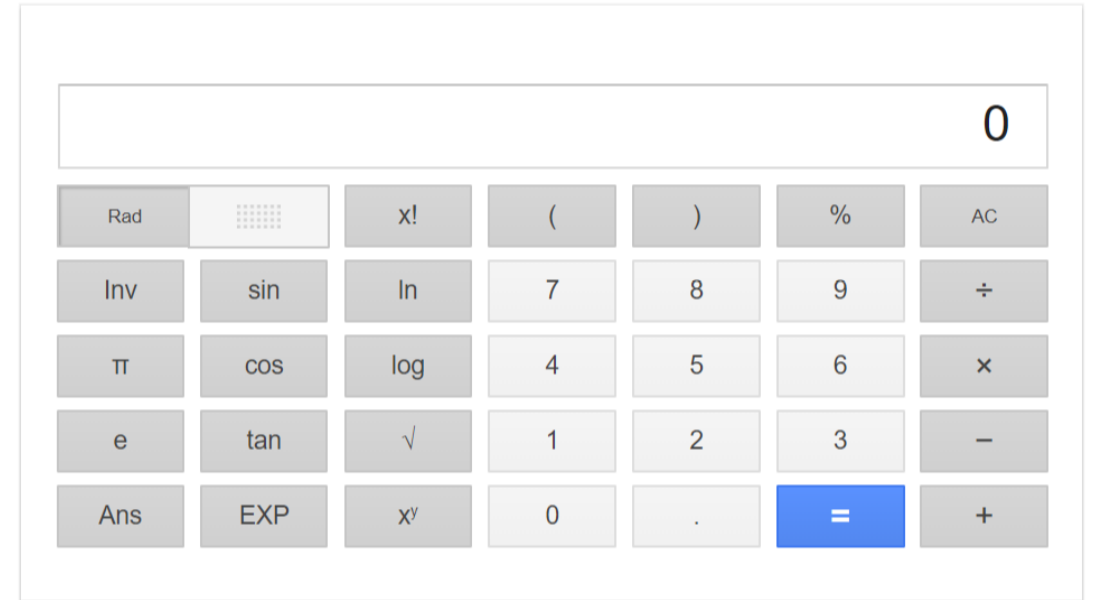 0
Rad x! ( ) % AC
Inv sin ln 7 8 9 ÷
π cos log 4 5 6 ×
e tan √ 1 2 3 −
Ans EXP xʸ 0 . = +